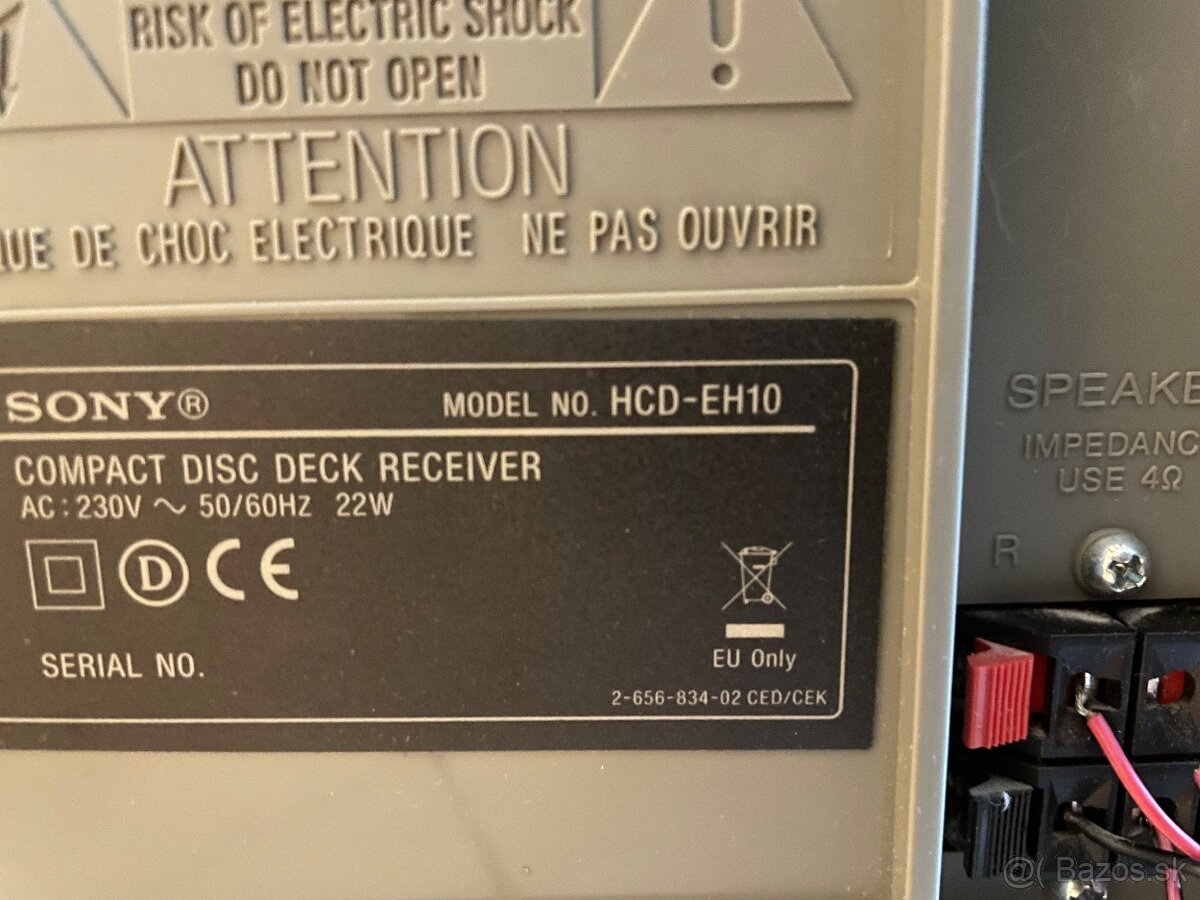 RISK OF ELECTRIC SHOCK
DO NOT OPEN
ATTENTION
DE CHOC ELECTRIQUE NE PAS OUVRIR
SONY®
MODEL NO. HCD-EH10
COMPACT DISC DECK RECEIVER
AC : 230V ~ 50/60Hz 22W
D
CE
SERIAL NO.
EU Only
2-656-834-02 CED/CEK
SPEAKE
IMPEDANC
USE 4Ω
R
@( Bazos.sk